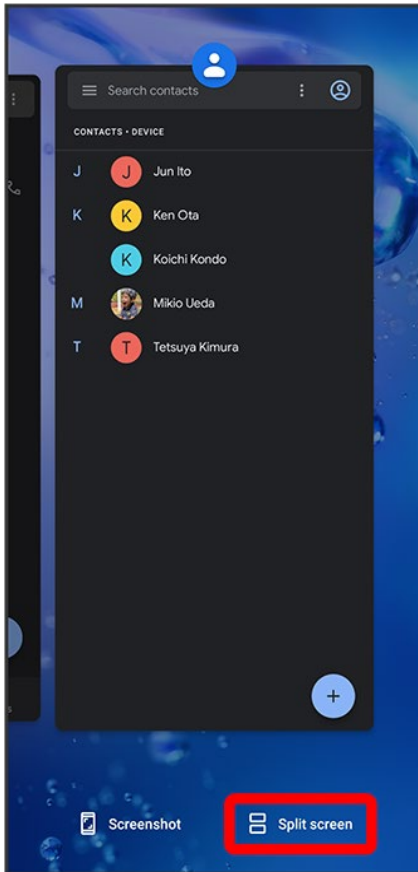 Search contacts
CONTACTS • DEVICE
J J Jun Ito
K K Ken Ota
K Koichi Kondo
M Mikio Ueda
T T Tetsuya Kimura
Screenshot
Split screen